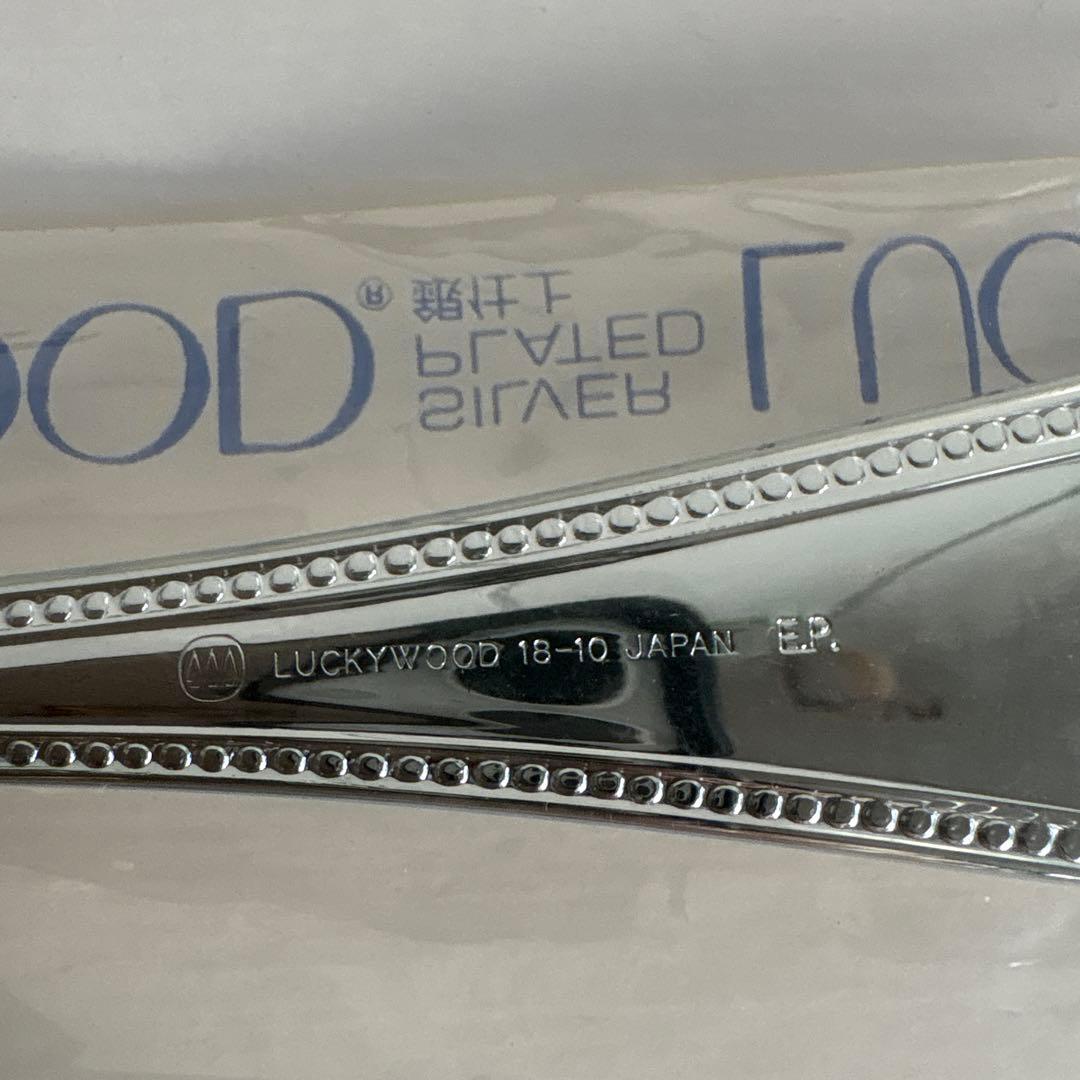 OOD® 銀仕上 LUC
PLATED
SILVER
LUCKYWOOD 18-10 JAPAN E.P.